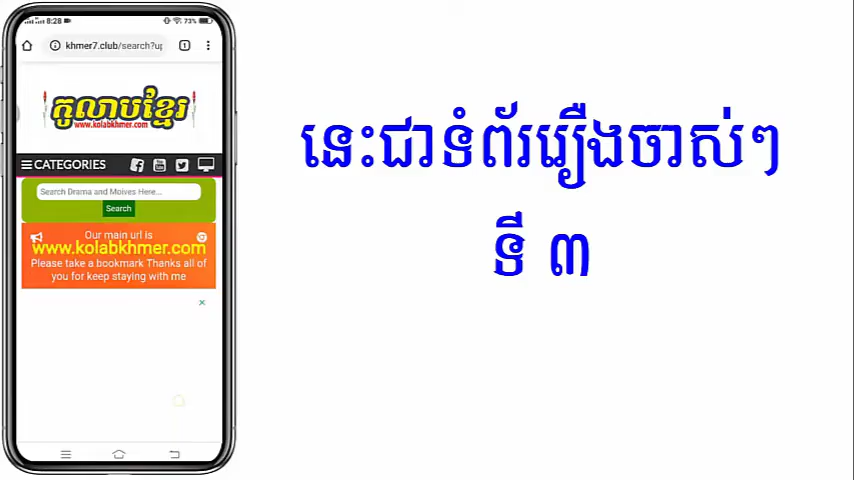 8:28
73%
khmer7.club/search?up
1
កូលាបខ្មែរ
www.kolabkhmer.com
CATEGORIES
Search Drama and Moives Here...
Search
Our main url is
www.kolabkhmer.com
Please take a bookmark Thanks all of
you for keep staying with me
នេះជាទំព័ររឿងចាស់ៗ
ទី ៣